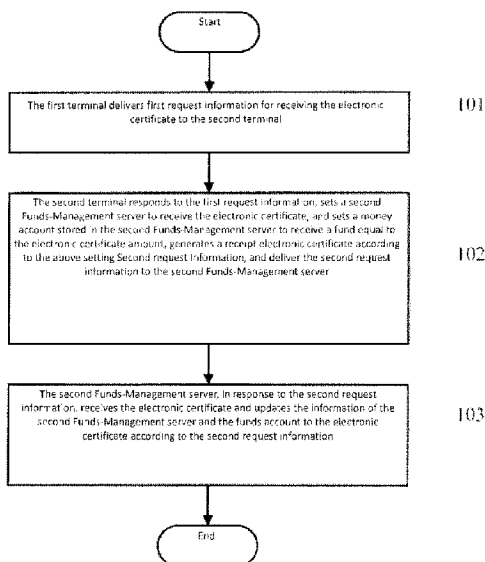 Start
The first terminal delivers first request information for receiving the electronic
certificate to the second terminal
101
The second terminal responds to the first request information, sets a second
Funds-Management server to receive the electronic certificate, and sets a money
account stored in the second Funds-Management server to receive a fund equal to
the electronic certificate amount, generates a receipt electronic certificate according
to the above setting Second request Information, and deliver the second request
information to the second Funds-Management server
102
The second Funds-Management server, in response to the second request
information, receives the electronic certificate and updates the information of the
second Funds-Management server and the funds account to the electronic
certificate according to the second request information
103
End